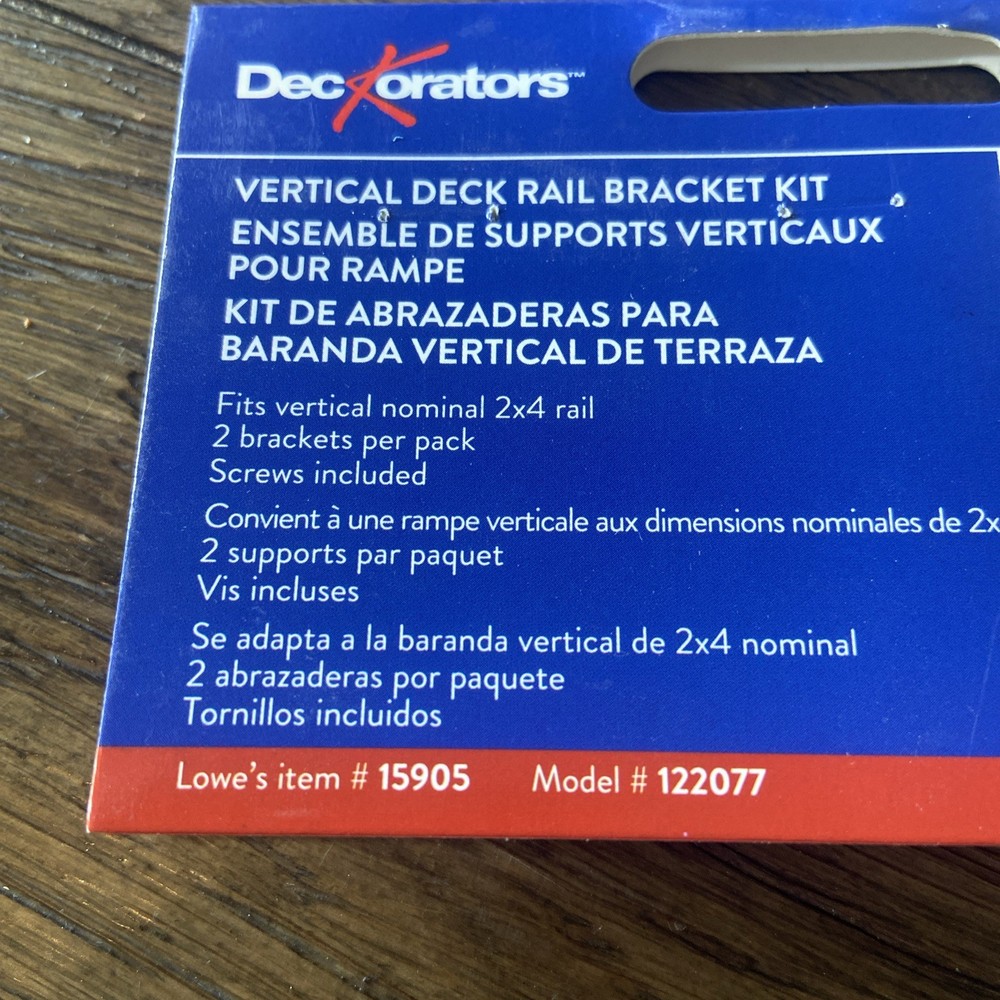 DecKorators™
VERTICAL DECK RAIL BRACKET KIT
ENSEMBLE DE SUPPORTS VERTICAUX
POUR RAMPE
KIT DE ABRAZADERAS PARA
BARANDA VERTICAL DE TERRAZA
Fits vertical nominal 2x4 rail
2 brackets per pack
Screws included
Convient à une rampe verticale aux dimensions nominales de 2x
2 supports par paquet
Vis incluses
Se adapta a la baranda vertical de 2x4 nominal
2 abrazaderas por paquete
Tornillos incluidos
Lowe's item # 15905 Model # 122077